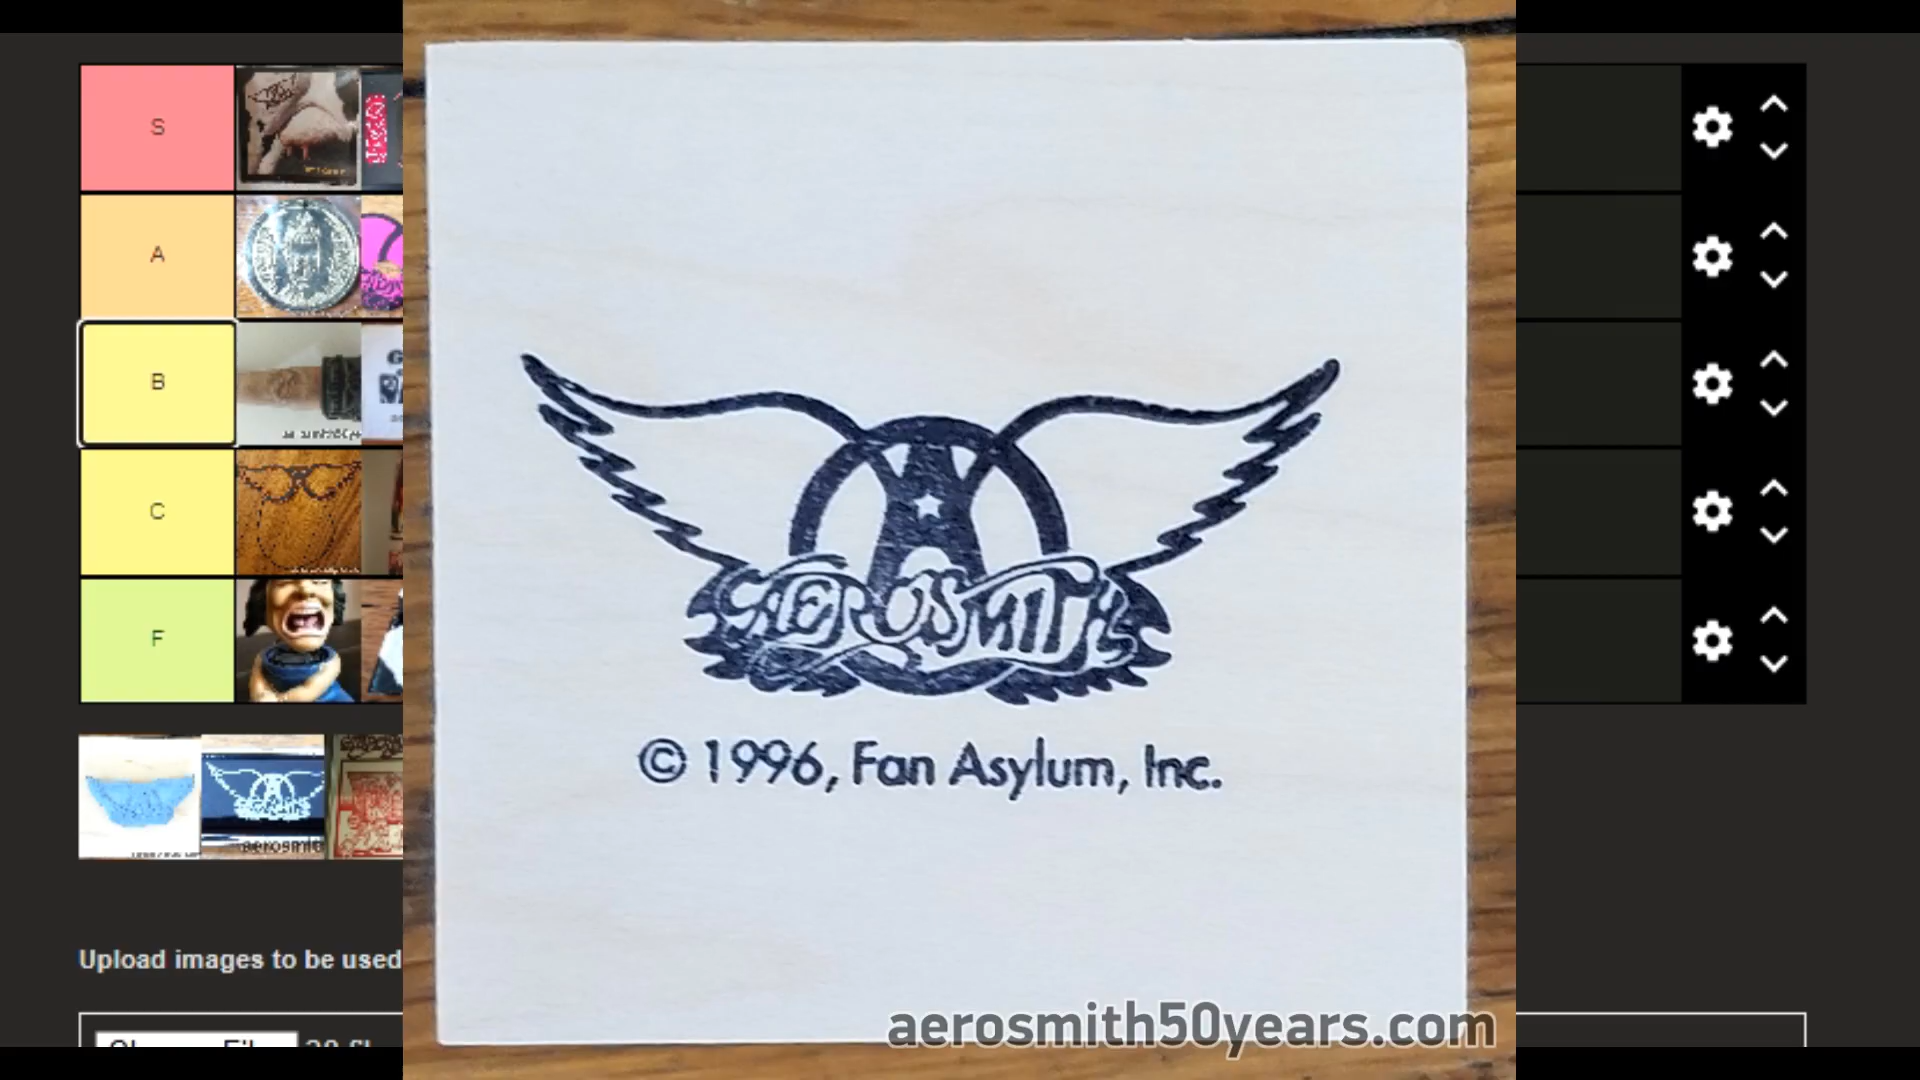 S
A
B
C
F
A
AEROSMITH
© 1996, Fan Asylum, Inc.
Upload images to be used
aerosmith50years.com